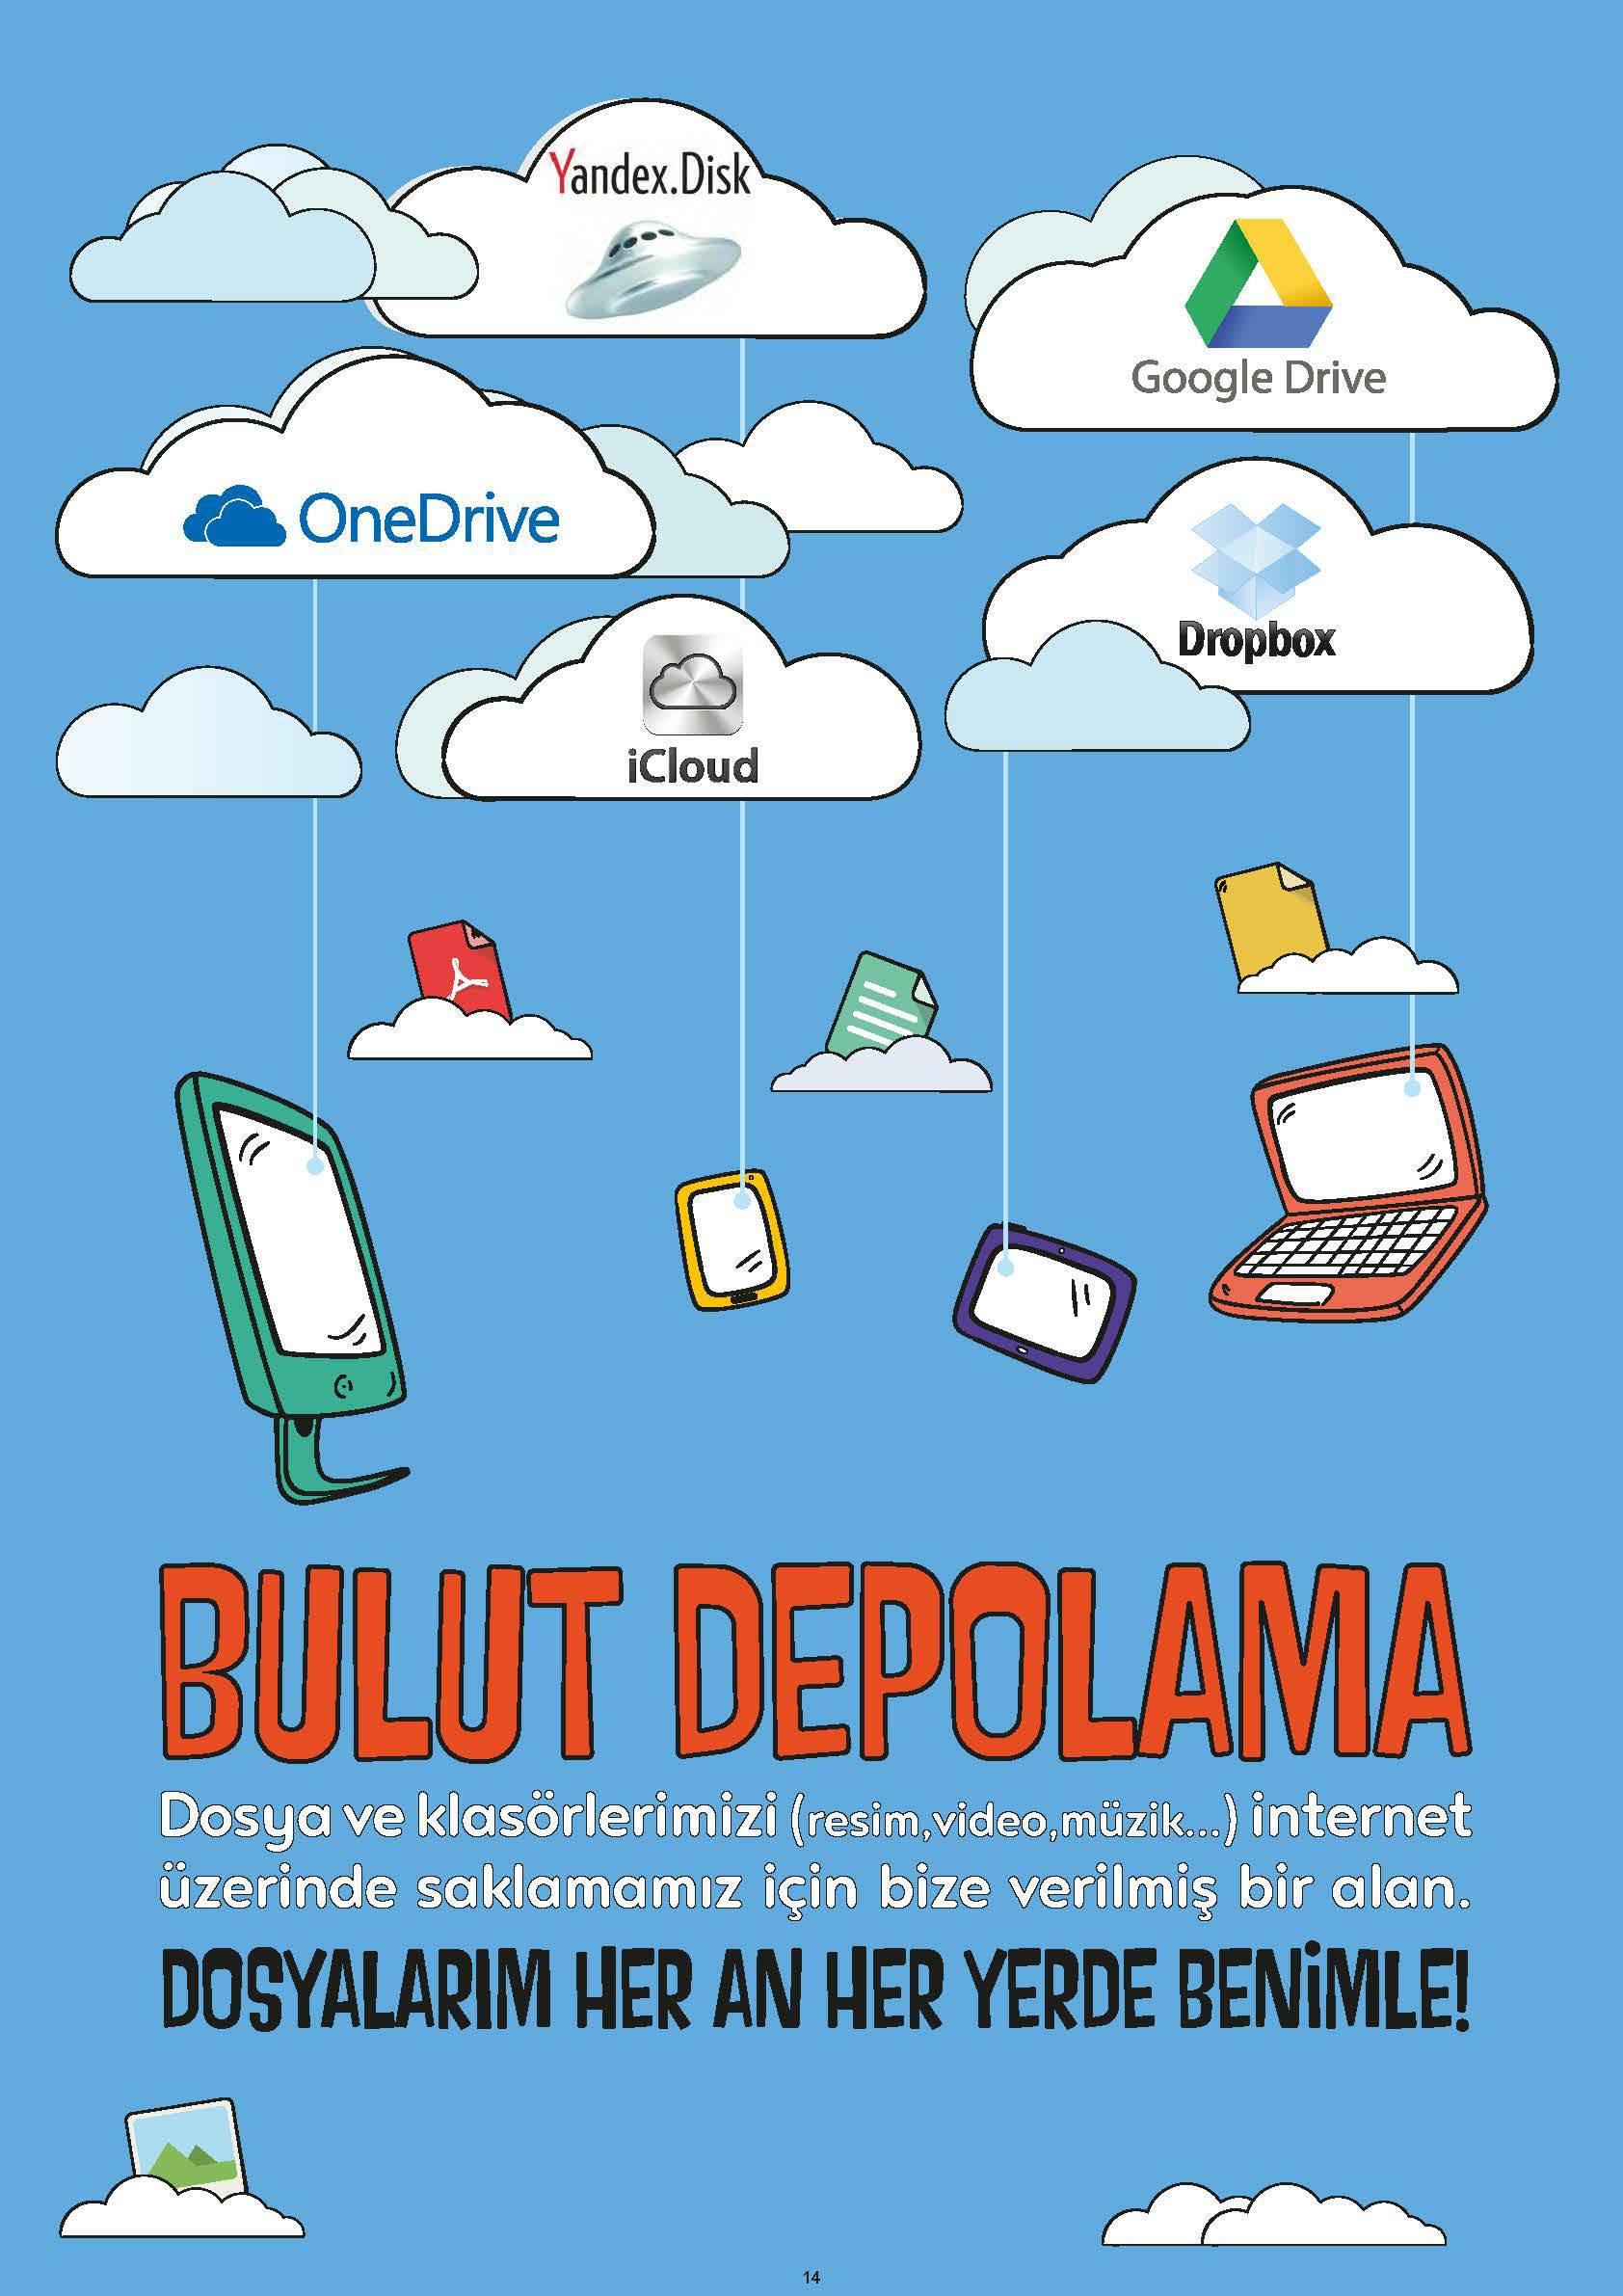 Yandex.Disk
Google Drive
OneDrive
Dropbox
iCloud
BULUT DEPOLAMA
Dosya ve klasörlerimizi (resim,video,müzik...) internet
üzerinde saklamamız için bize verilmiş bir alan.
DOSYALARIM HER AN HER YERDE BENİMLE!
14